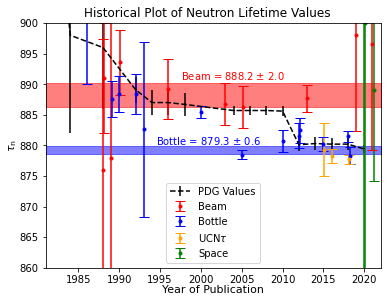 Historical Plot of Neutron Lifetime Values
900
895
890
885
880
875
870
865
860
τₙ
Beam = 888.2 ± 2.0
Bottle = 879.3 ± 0.6
PDG Values
Beam
Bottle
UCNτ
Space
1985 1990 1995 2000 2005 2010 2015 2020
Year of Publication